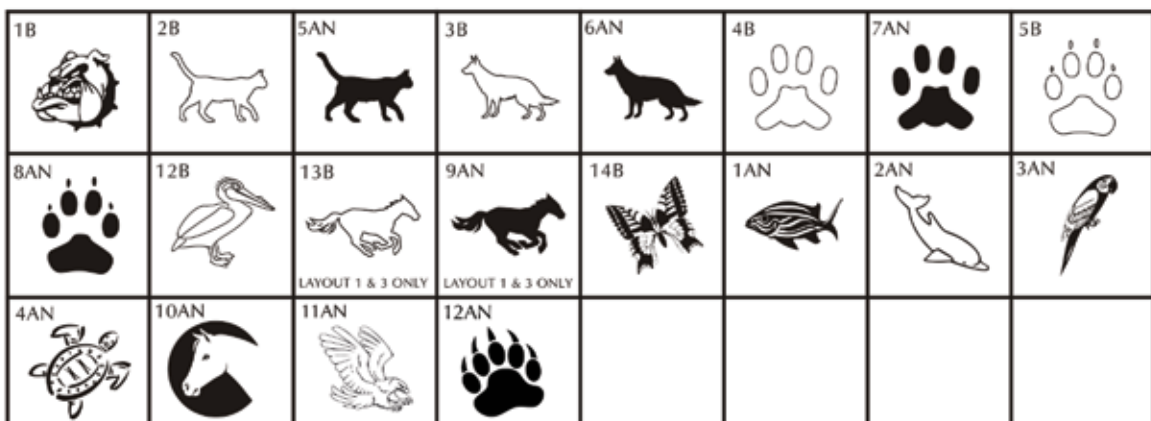 1B
2B
5AN
3B
6AN
4B
7AN
5B
8AN
12B
13B
LAYOUT 1 & 3 ONLY
9AN
LAYOUT 1 & 3 ONLY
14B
1AN
2AN
3AN
4AN
10AN
11AN
12AN